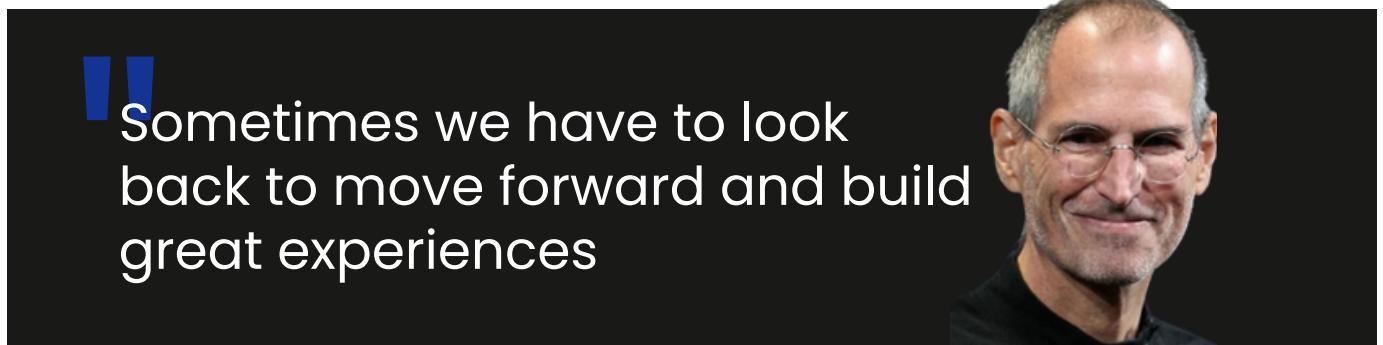 "Sometimes we have to look
back to move forward and build
great experiences